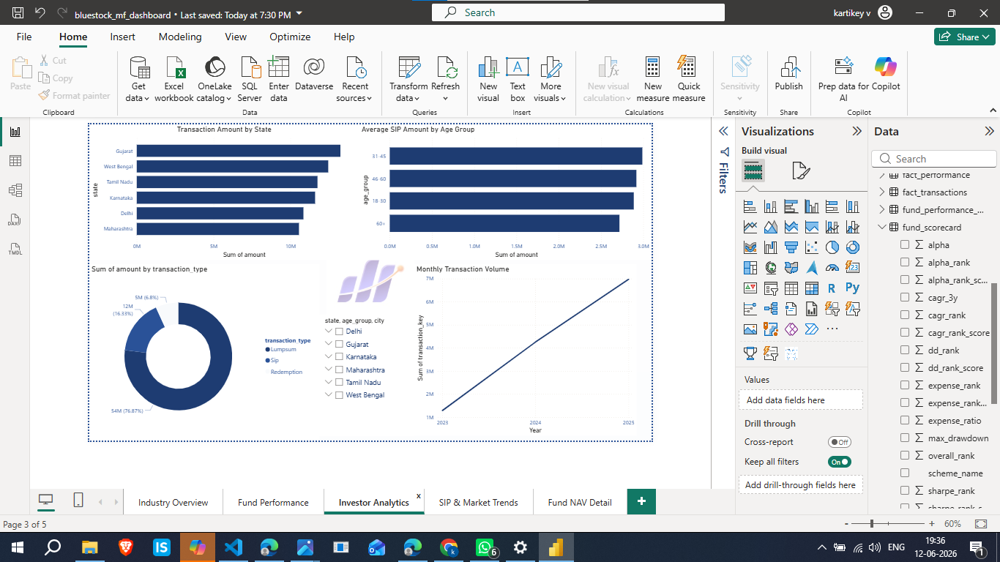 bluestock_mf_dashboard • Last saved: Today at 7:30 PM
Search
kartikey v
File Home Insert Modeling View Optimize Help
Share
Paste
Cut
Copy
Format painter
Clipboard
Get data
Excel workbook
OneLake catalog
SQL Server
Enter data
Dataverse
Recent sources
Data
Transform data
Refresh
Queries
New visual
Text box
More visuals
Insert
New visual calculation
New measure
Quick measure
Calculations
Sensitivity
Sensitivity
Publish
Share
Prep data for AI
Copilot
Copilot
Transaction Amount by State
state
Gujarat
West Bengal
Tamil Nadu
Karnataka
Delhi
Maharashtra
0M 5M 10M
Sum of amount
Average SIP Amount by Age Group
age_group
31-45
46-60
18-30
60+
0.0M 0.5M 1.0M 1.5M 2.0M 2.5M 3.0M
Sum of amount
Sum of amount by transaction_type
5M (6.8%)
12M (16.33%)
54M (76.87%)
transaction_type
Lumpsum
Sip
Redemption
state, age_group, city
Delhi
Gujarat
Karnataka
Maharashtra
Tamil Nadu
West Bengal
Monthly Transaction Volume
Sum of transaction_key
7M
6M
5M
4M
3M
2M
1M
2023 2024 2025
Year
Filters
Visualizations
Build visual
R Py
123
Values
Add data fields here
Drill through
Cross-report
Off
Keep all filters
On
Add drill-through fields here
Data
Search
fact_performance
fact_transactions
fund_performance_...
fund_scorecard
alpha
alpha_rank
alpha_rank_sc...
cagr_3y
cagr_rank
cagr_rank_score
dd_rank
dd_rank_score
expense_rank
expense_rank...
expense_ratio
max_drawdown
overall_rank
scheme_name
sharpe_rank
Industry Overview
Fund Performance
Investor Analytics
x
SIP & Market Trends
Fund NAV Detail
+
Page 3 of 5
- + 60%
IS
6
ENG
19:36
12-06-2026
1